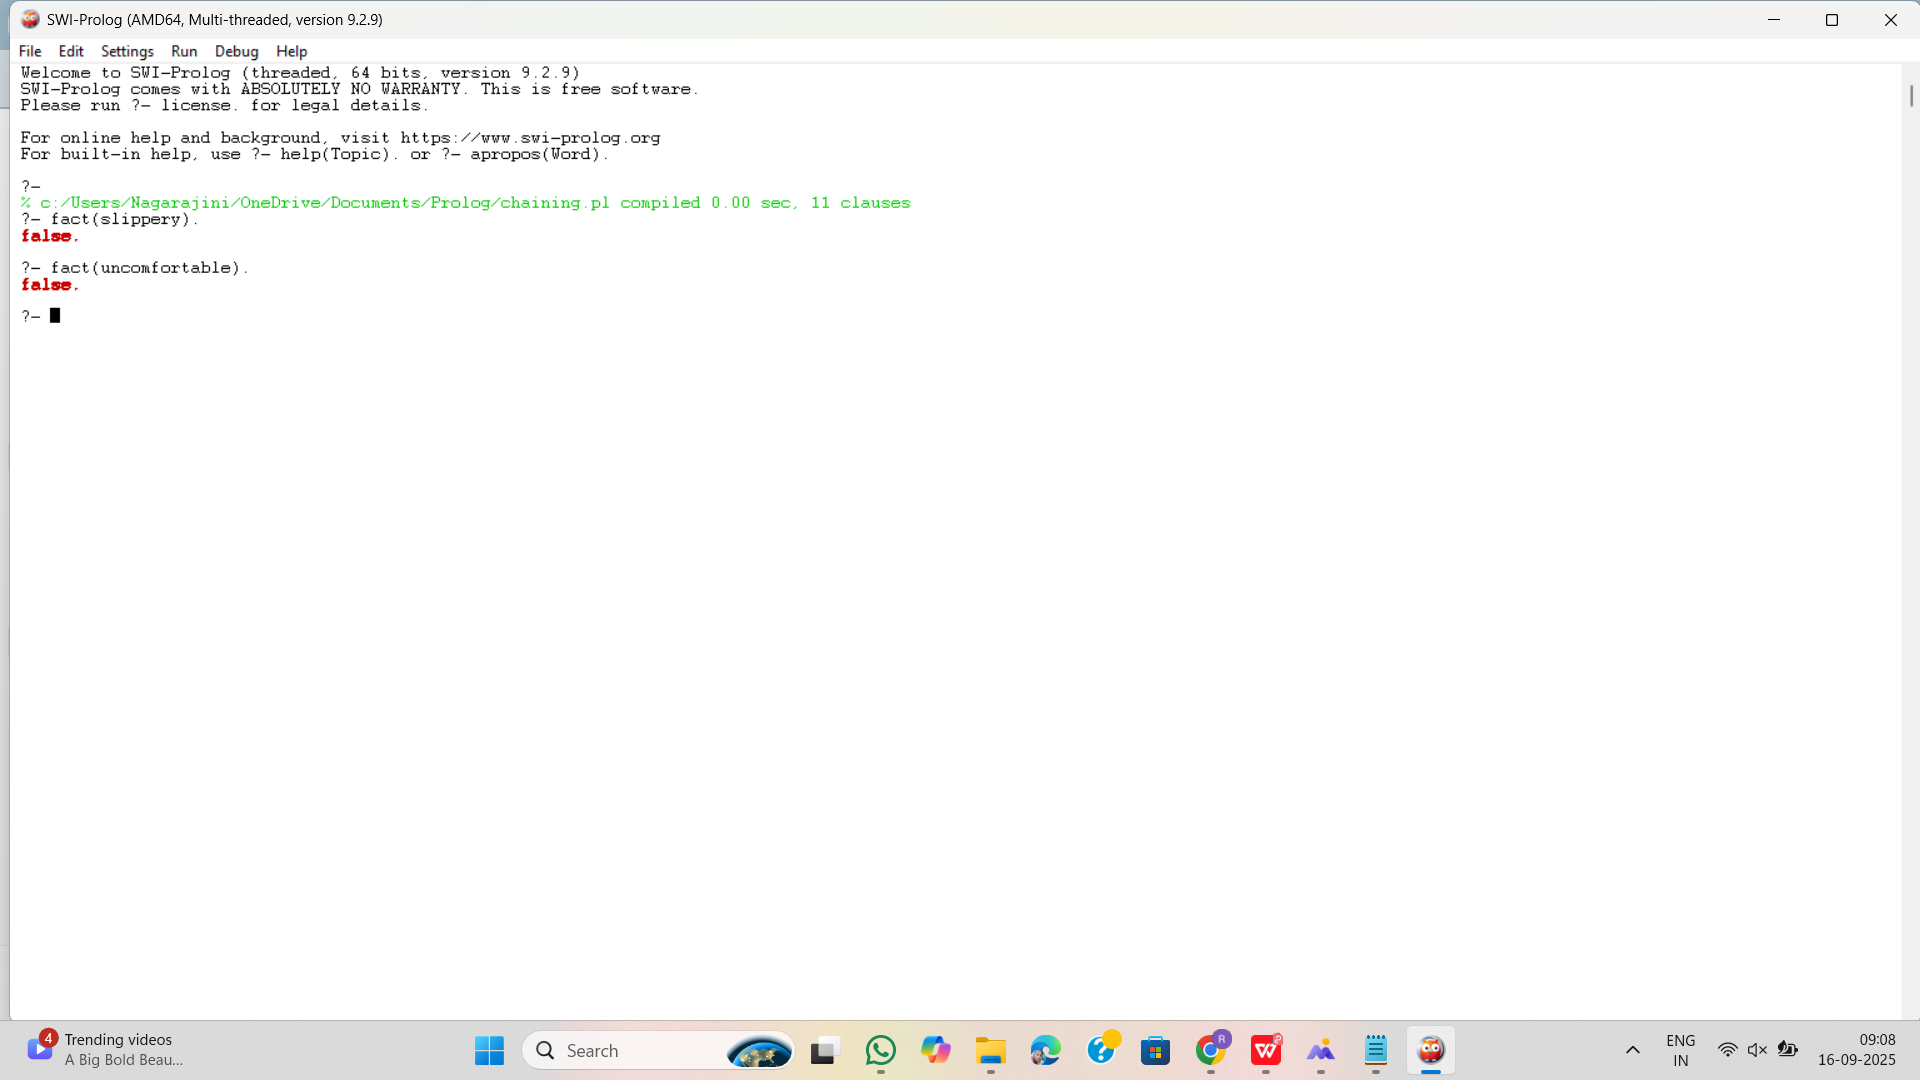 SWI-Prolog (AMD64, Multi-threaded, version 9.2.9)
File Edit Settings Run Debug Help
Welcome to SWI-Prolog (threaded, 64 bits, version 9.2.9)
SWI-Prolog comes with ABSOLUTELY NO WARRANTY. This is free software.
Please run ?- license. for legal details.
For online help and background, visit https://www.swi-prolog.org
For built-in help, use ?- help(Topic). or ?- apropos(Word).
?-
% c:/Users/Nagarajini/OneDrive/Documents/Prolog/chaining.pl compiled 0.00 sec, 11 clauses
?- fact(slippery).
false.
?- fact(uncomfortable).
false.
?-
4
Trending videos
A Big Bold Beau...
Search
R
W
ENG
IN
09:08
16-09-2025